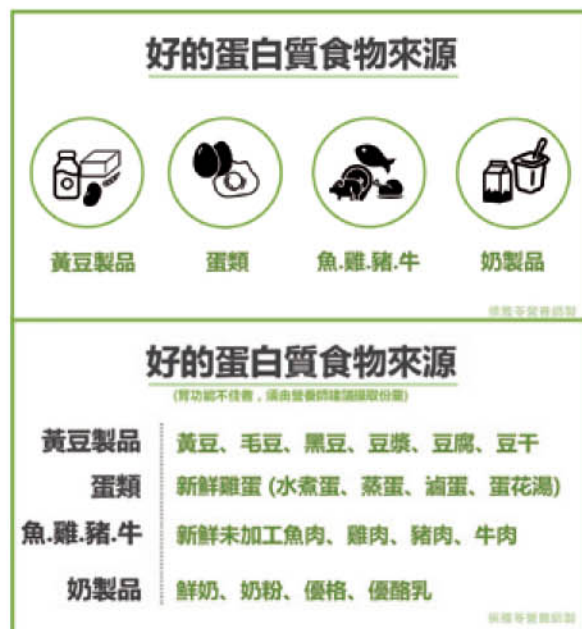 好的蛋白質食物來源
黃豆製品 蛋類 魚.雞.豬.牛 奶製品
好的蛋白質食物來源
(腎功能不佳者，須由營養師建議攝取份量)
黃豆製品 黃豆、毛豆、黑豆、豆漿、豆腐、豆干
蛋類 新鮮雞蛋 (水煮蛋、蒸蛋、滷蛋、蛋花湯)
魚.雞.豬.牛 新鮮未加工魚肉、雞肉、豬肉、牛肉
奶製品 鮮奶、奶粉、優格、優酪乳